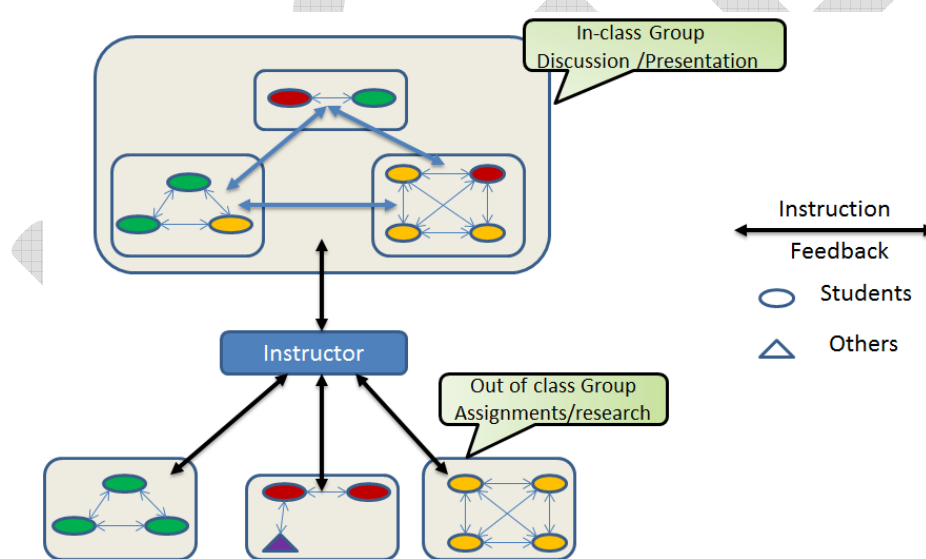 In-class Group
Discussion /Presentation
Instruction
Feedback
Students
Others
Instructor
Out of class Group
Assignments/research